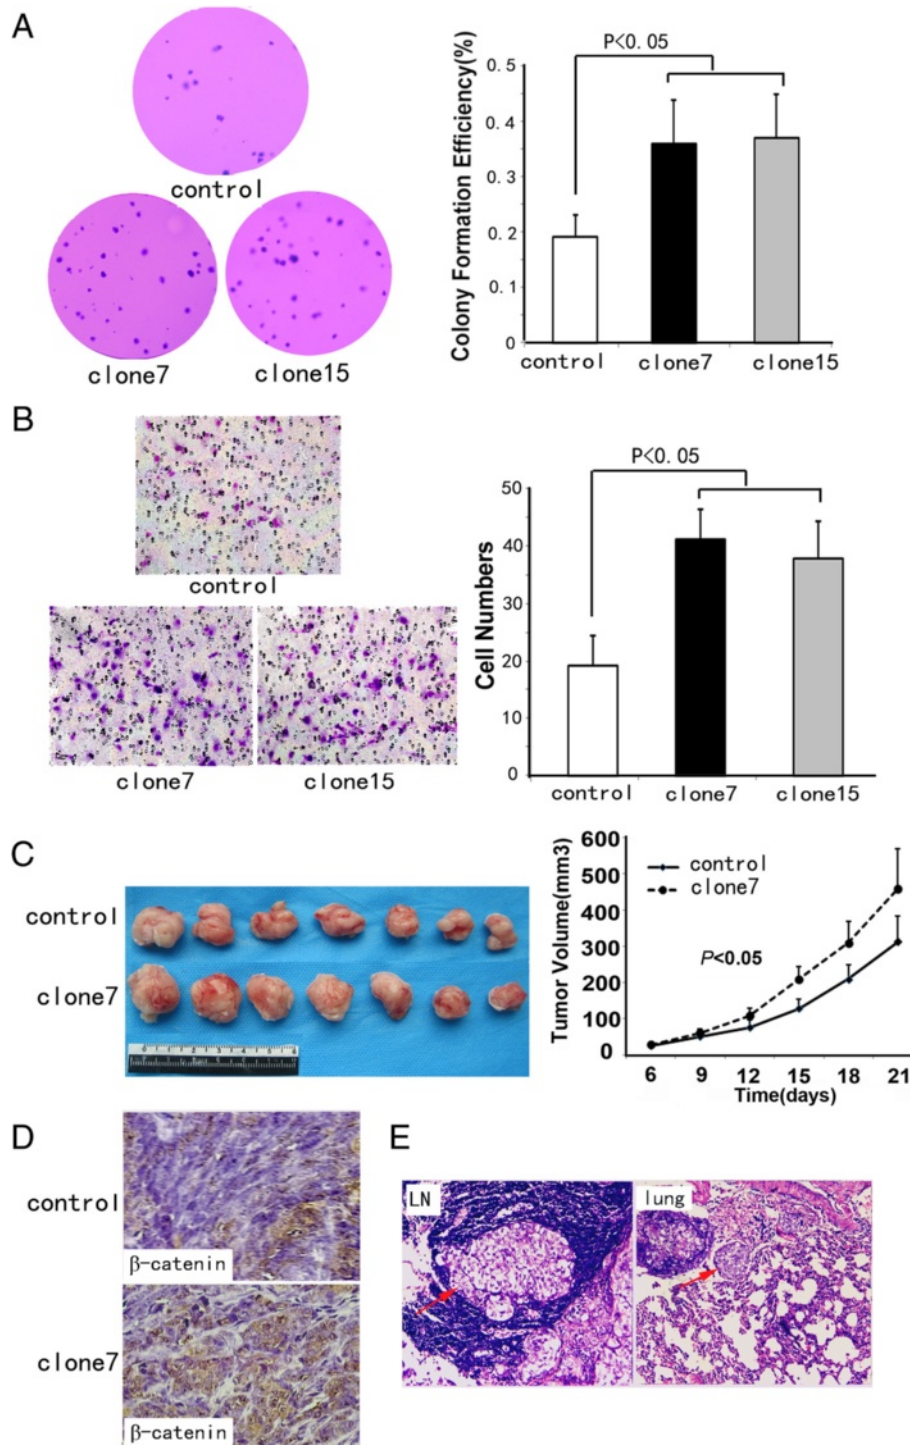 A
control
clone7
clone15
Colony Formation Efficiency(%)
P<0.05
0.5
0.4
0.3
0.2
0.1
0
control
clone7
clone15
B
control
clone7
clone15
Cell Numbers
P<0.05
50
40
30
20
10
0
control
clone7
clone15
C
control
clone7
Tumor Volume(mm3)
600
500
400
300
200
100
0
control
clone7
P<0.05
6 9 12 15 18 21
Time(days)
D
control
β-catenin
clone7
β-catenin
E
LN
lung